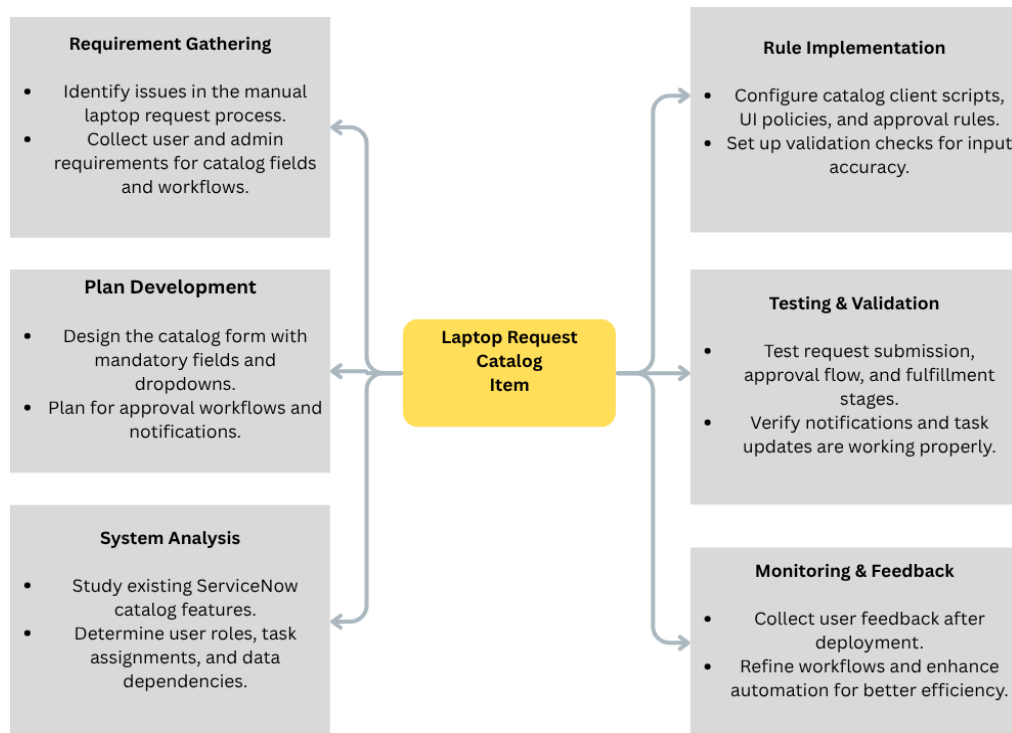 Requirement Gathering
• Identify issues in the manual
laptop request process.
• Collect user and admin
requirements for catalog fields
and workflows.
Plan Development
• Design the catalog form with
mandatory fields and
dropdowns.
• Plan for approval workflows and
notifications.
System Analysis
• Study existing ServiceNow
catalog features.
• Determine user roles, task
assignments, and data
dependencies.
Laptop Request
Catalog
Item
Rule Implementation
• Configure catalog client scripts,
UI policies, and approval rules.
• Set up validation checks for input
accuracy.
Testing & Validation
• Test request submission,
approval flow, and fulfillment
stages.
• Verify notifications and task
updates are working properly.
Monitoring & Feedback
• Collect user feedback after
deployment.
• Refine workflows and enhance
automation for better efficiency.